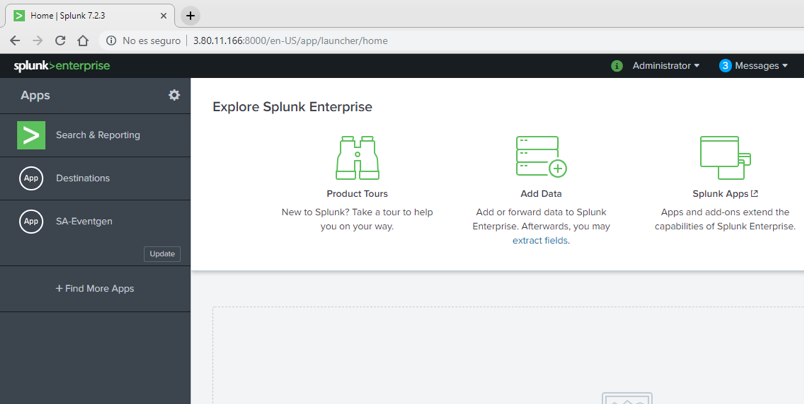 Home | Splunk 7.2.3
No es seguro | 3.80.11.166:8000/en-US/app/launcher/home
splunk>enterprise
Administrator
3 Messages
Apps
Search & Reporting
App Destinations
App SA-Eventgen
Update
+ Find More Apps
Explore Splunk Enterprise
Product Tours
New to Splunk? Take a tour to help
you on your way.
Add Data
Add or forward data to Splunk
Enterprise. Afterwards, you may
extract fields.
Splunk Apps
Apps and add-ons extend the
capabilities of Splunk Enterprise.